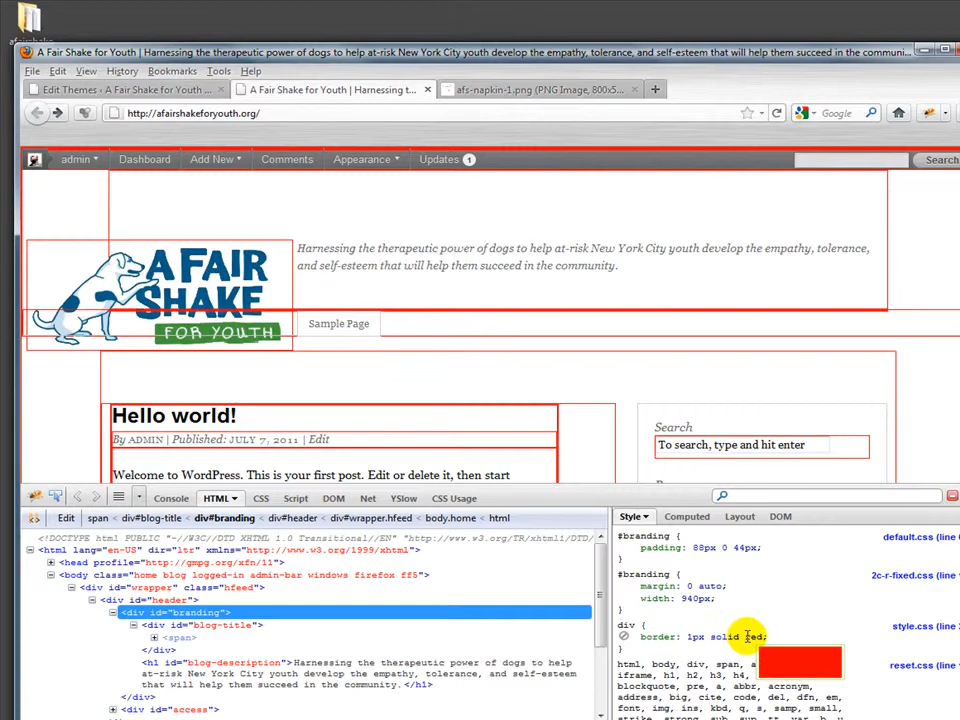 afairshake
A Fair Shake for Youth | Harnessing the therapeutic power of dogs to help at-risk New York City youth develop the empathy, tolerance, and self-esteem that will help them succeed in the communi...
File Edit View History Bookmarks Tools Help
Edit Themes ‹ A Fair Shake for Youth ... × A Fair Shake for Youth | Harnessing t... × afs-napkin-1.png (PNG Image, 800x5... × +
http://afairshakeforyouth.org/ Google
admin Dashboard Add New Comments Appearance Updates 1 Search
Harnessing the therapeutic power of dogs to help at-risk New York City youth develop the empathy, tolerance,
and self-esteem that will help them succeed in the community.
A FAIR
SHAKE
FOR YOUTH
Sample Page
Hello world!
By ADMIN | Published: JULY 7, 2011 | Edit
Welcome to WordPress. This is your first post. Edit or delete it, then start
Search
To search, type and hit enter
Console HTML CSS Script DOM Net YSlow CSS Usage
Edit span < div#blog-title < div#branding < div#header < div#wrapper.hfeed < body.home < html
Style Computed Layout DOM
<!DOCTYPE html PUBLIC "-//W3C//DTD XHTML 1.0 Transitional//EN" "http://www.w3.org/TR/xhtml1/DTD/
<html lang="en-US" dir="ltr" xmlns="http://www.w3.org/1999/xhtml">
<head profile="http://gmpg.org/xfn/11">
<body class="home blog logged-in admin-bar windows firefox ff5">
<div id="wrapper" class="hfeed">
<div id="header">
<div id="branding">
<div id="blog-title">
<span>
</div>
<h1 id="blog-description">Harnessing the therapeutic power of dogs to help
at-risk New York City youth develop the empathy, tolerance, and self-esteem
that will help them succeed in the community.</h1>
</div>
<div id="access">
#branding { default.css (line
padding: 88px 0 44px;
}
#branding { 2c-r-fixed.css (line
margin: 0 auto;
width: 940px;
}
div { style.css (line
border: 1px solid red;
}
html, body, div, span, a reset.css (line
iframe, h1, h2, h3, h4,
blockquote, pre, a, abbr, acronym,
address, big, cite, code, del, dfn, em,
font, img, ins, kbd, q, s, samp, small,
strike, strong, sub, sup, tt, var, b, u